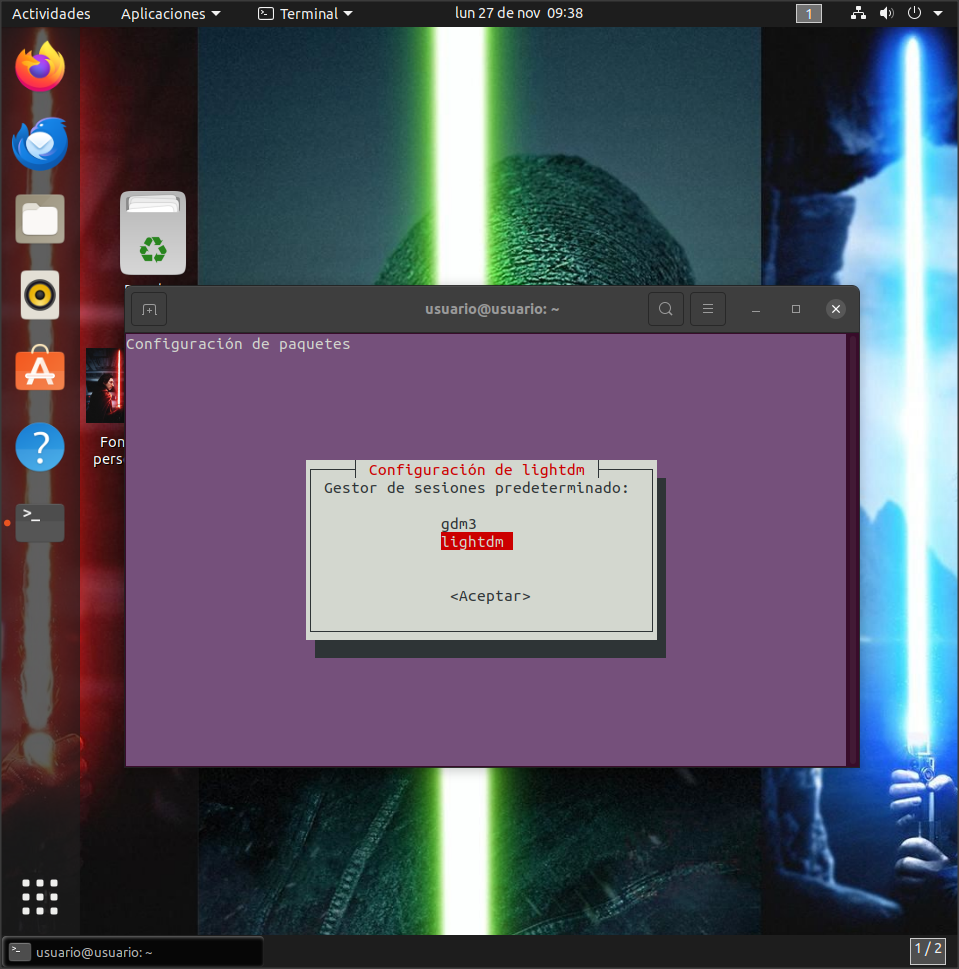 Actividades
Aplicaciones
Terminal
lun 27 de nov 09:38
1
usuario@usuario: ~
Configuración de paquetes
Fon
pers
Configuración de lightdm
Gestor de sesiones predeterminado:
gdm3
lightdm
<Aceptar>
usuario@usuario: ~
1 / 2